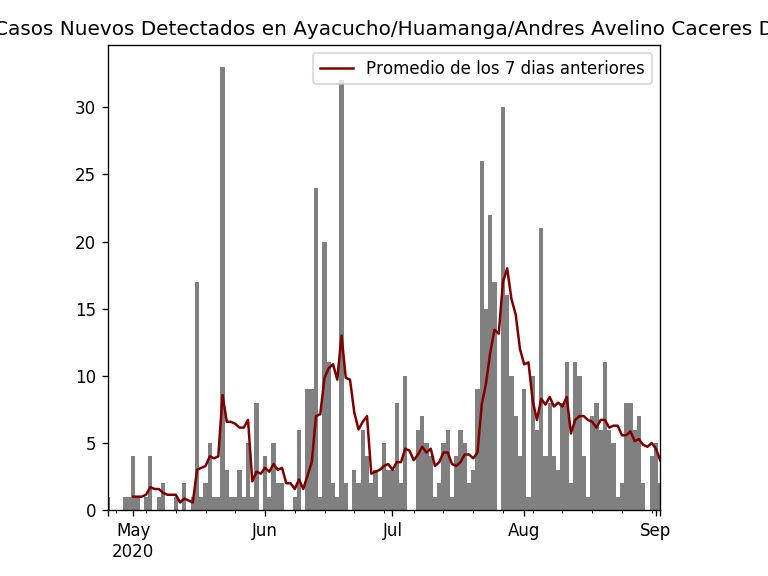 Casos Nuevos Detectados en Ayacucho/Huamanga/Andres Avelino Caceres D
Promedio de los 7 dias anteriores
30
25
20
15
10
5
0
May Jun Jul Aug Sep
2020